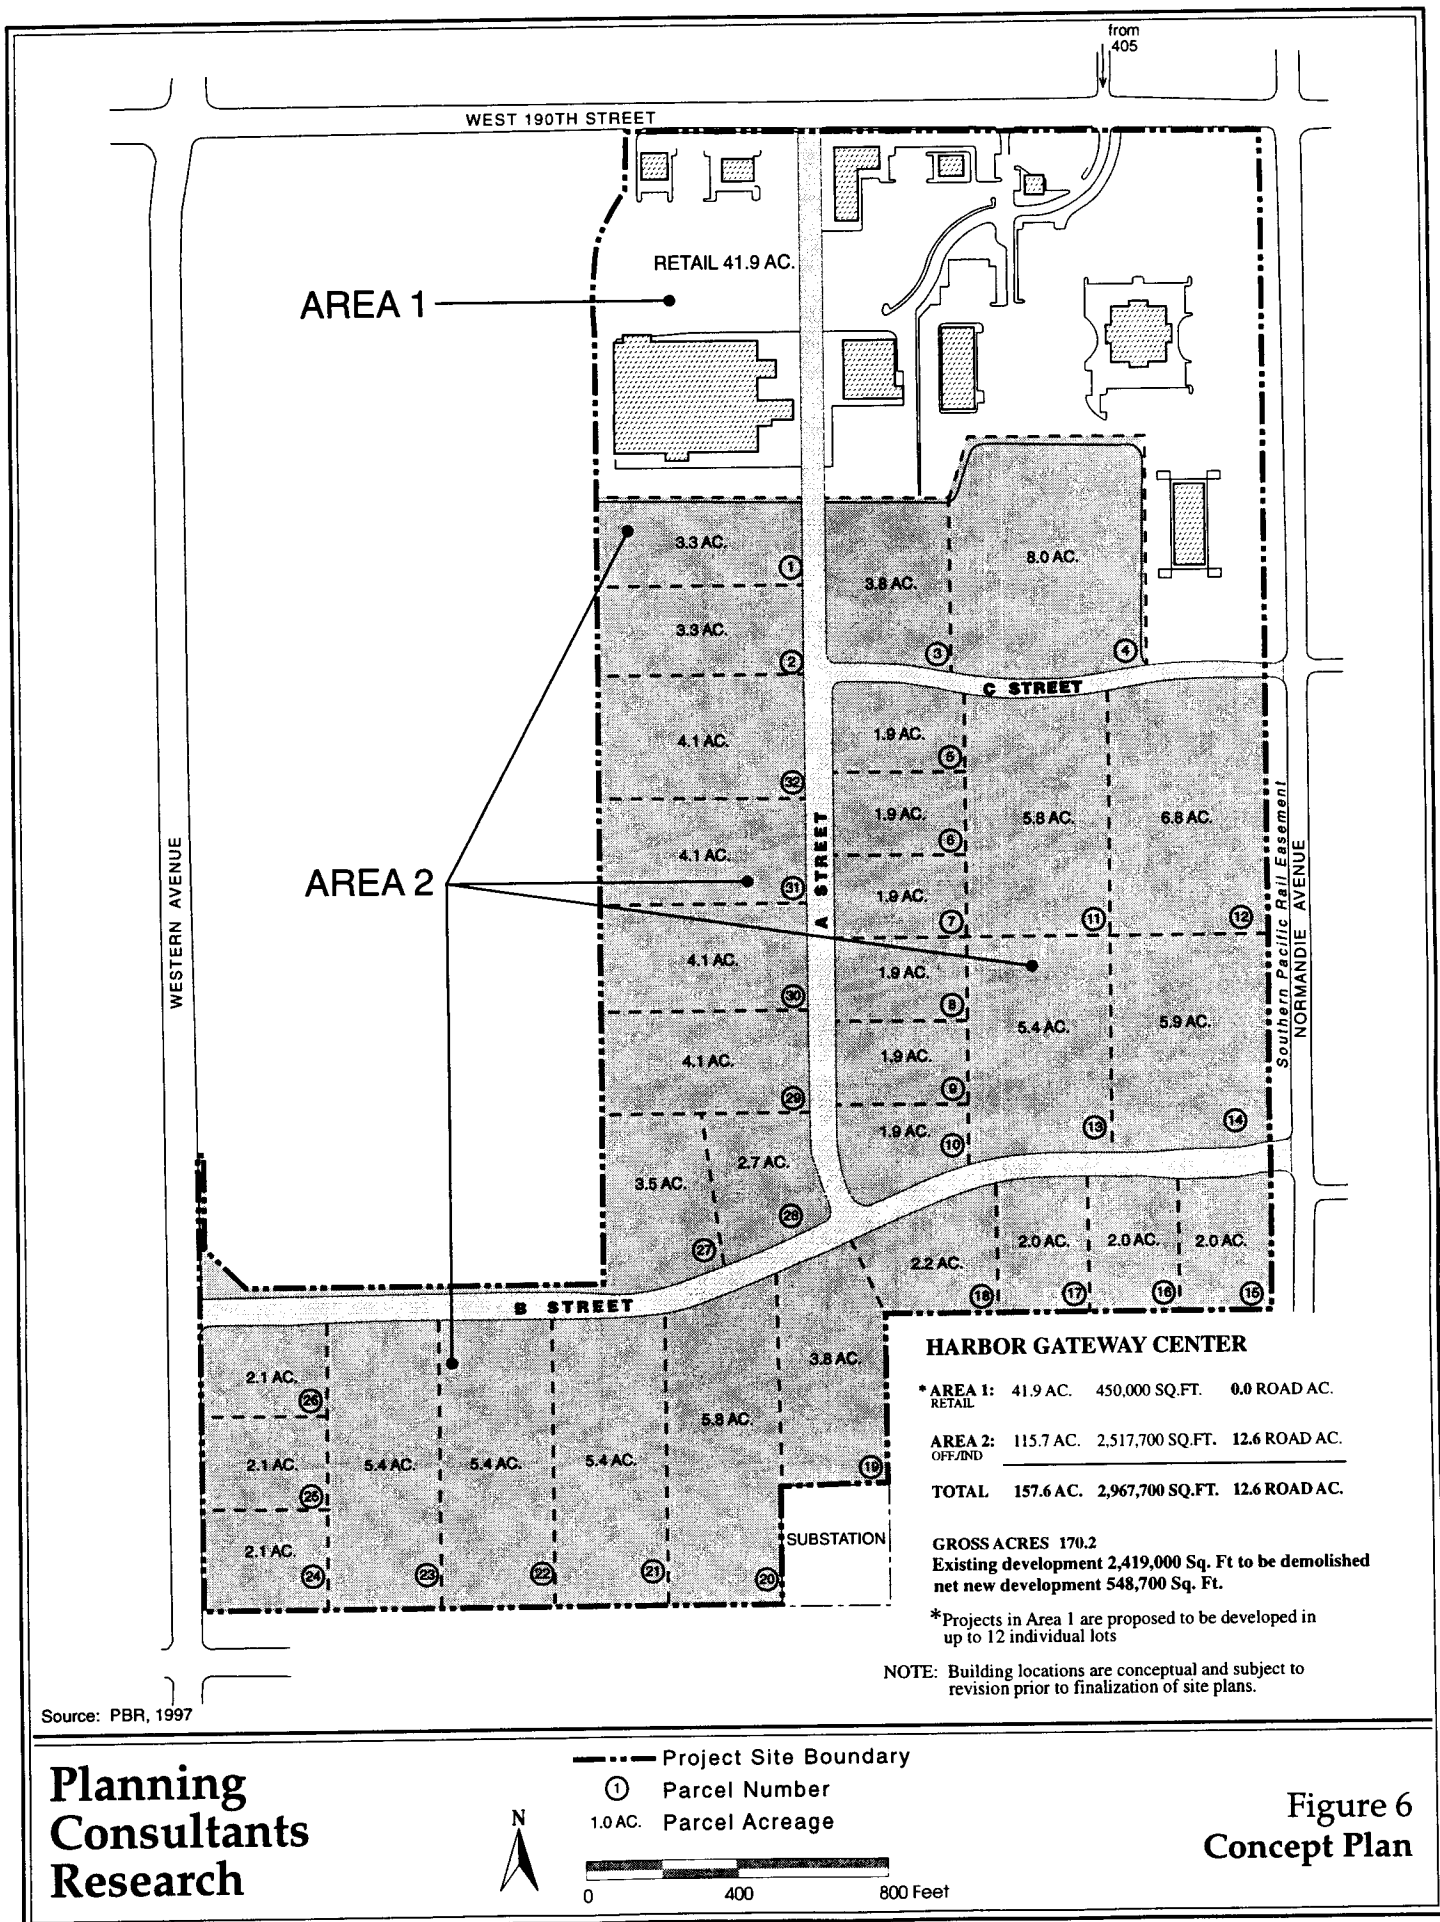 from
405
WEST 190TH STREET
RETAIL 41.9 AC.
AREA 1
3.3 AC.
1
3.8 AC.
3
8.0 AC.
4
3.3 AC.
2
C STREET
4.1 AC.
32
1.9 AC.
5
1.9 AC.
6
5.8 AC.
11
6.8 AC.
12
A STREET
AREA 2
4.1 AC.
31
1.9 AC.
7
WESTERN AVENUE
Southern Pacific Rail Easement
NORMANDIE AVENUE
4.1 AC.
30
1.9 AC.
8
5.4 AC.
13
5.9 AC.
14
4.1 AC.
29
1.9 AC.
9
1.9 AC.
10
3.5 AC.
27
2.7 AC.
28
2.2 AC.
18
2.0 AC.
17
2.0 AC.
16
2.0 AC.
15
B STREET
2.1 AC.
26
2.1 AC.
25
2.1 AC.
24
5.4 AC.
23
5.4 AC.
22
5.4 AC.
21
5.8 AC.
20
3.8 AC.
19
SUBSTATION
HARBOR GATEWAY CENTER
* AREA 1: 41.9 AC. 450,000 SQ.FT. 0.0 ROAD AC.
RETAIL
AREA 2: 115.7 AC. 2,517,700 SQ.FT. 12.6 ROAD AC.
OFF/IND
TOTAL 157.6 AC. 2,967,700 SQ.FT. 12.6 ROAD AC.
GROSS ACRES 170.2
Existing development 2,419,000 Sq. Ft to be demolished
net new development 548,700 Sq. Ft.
*Projects in Area 1 are proposed to be developed in
up to 12 individual lots
NOTE: Building locations are conceptual and subject to
revision prior to finalization of site plans.
Source: PBR, 1997
Planning
Consultants
Research
Project Site Boundary
1 Parcel Number
1.0 AC. Parcel Acreage
N
0 400 800 Feet
Figure 6
Concept Plan